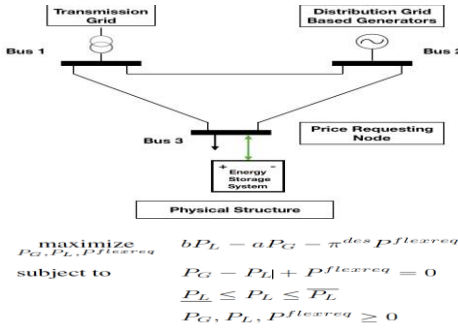 Transmission
Grid
Distribution Grid
Based Generators
Bus 1
Bus 2
Bus 3
Price Requesting
Node
+ -
Energy
Storage
System
Physical Structure
maximize bP_L − aP_G − π^{des} P^{flexreq}
P_G, P_L, P^{flexreq}
subject to P_G − P_L| + P^{flexreq} = 0
\underline{P_L} ≤ P_L ≤ \overline{P_L}
P_G, P_L, P^{flexreq} ≥ 0